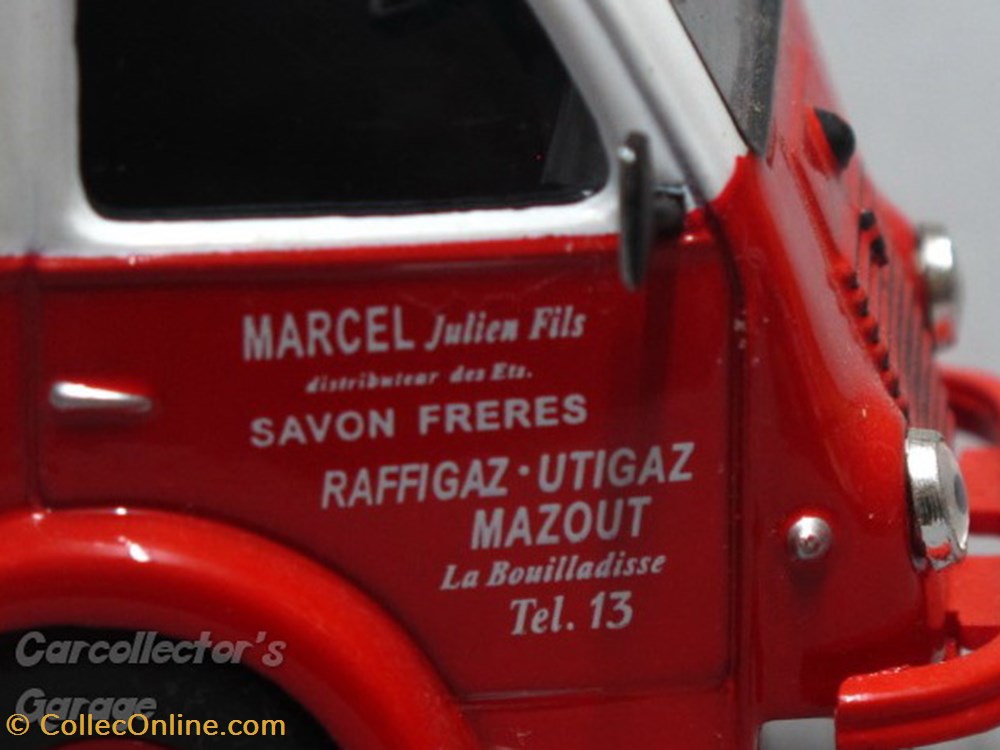 MARCEL Julien Fils
distributeur des Ets.
SAVON FRERES
RAFFIGAZ · UTIGAZ
MAZOUT
La Bouilladisse
Tel. 13
Carcollector's
Garage
© CollecOnline.com